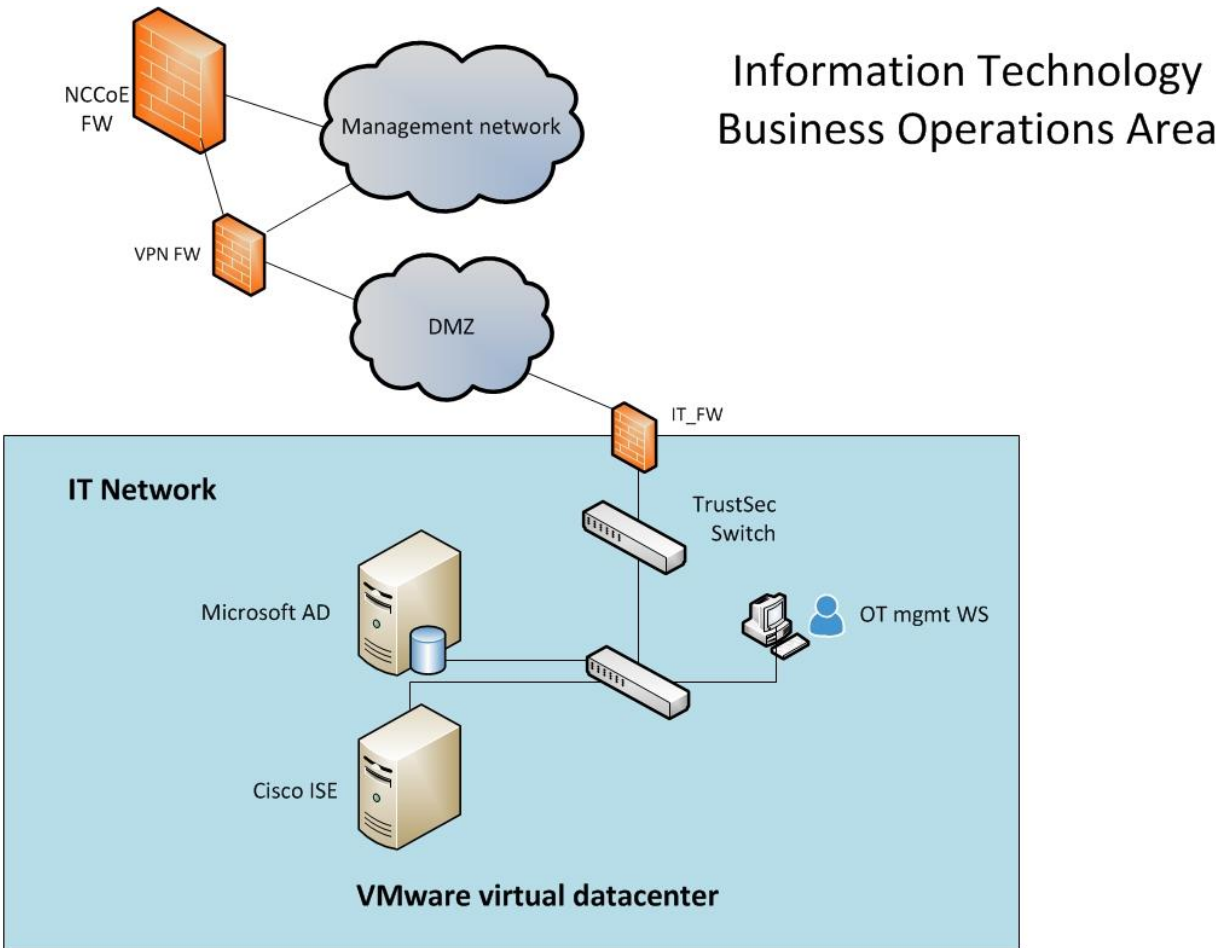 Information Technology
Business Operations Area
NCCoE
FW
Management network
VPN FW
DMZ
IT_FW
IT Network
TrustSec
Switch
Microsoft AD
OT mgmt WS
Cisco ISE
VMware virtual datacenter